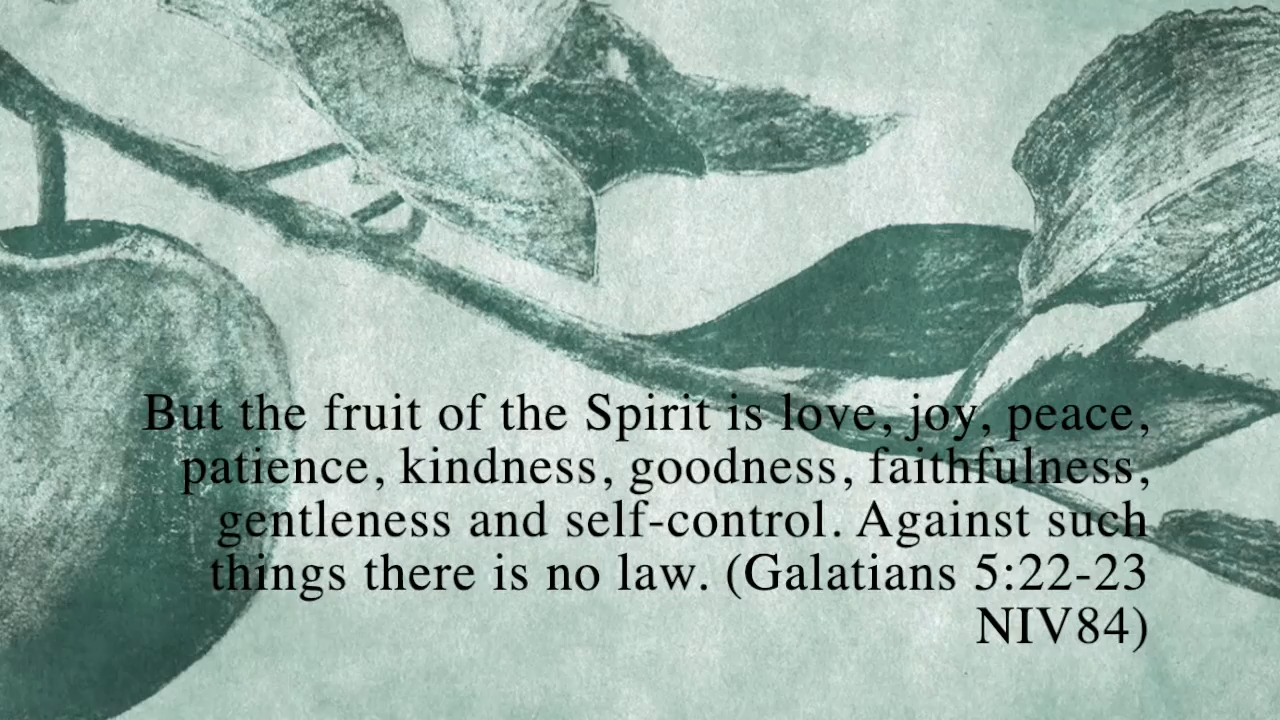 But the fruit of the Spirit is love, joy, peace,
patience, kindness, goodness, faithfulness,
gentleness and self-control. Against such
things there is no law. (Galatians 5:22-23
NIV84)